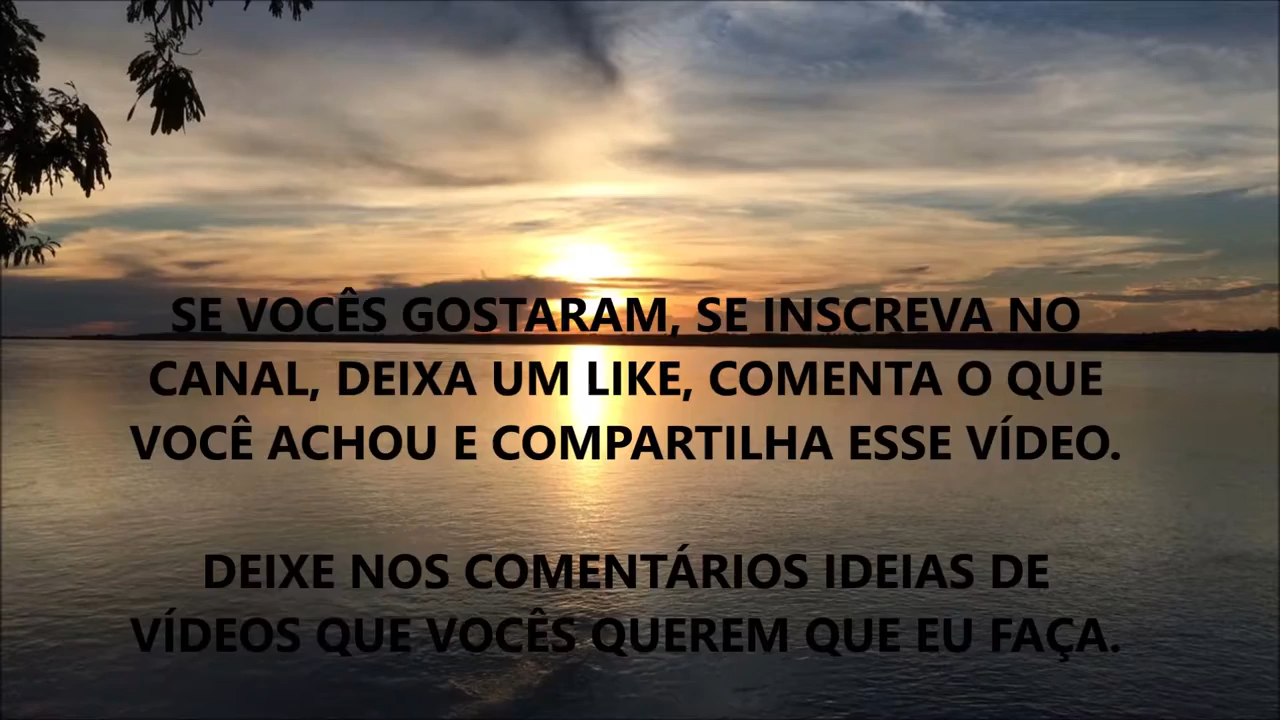 SE VOCÊS GOSTARAM, SE INSCREVA NO
CANAL, DEIXA UM LIKE, COMENTA O QUE
VOCÊ ACHOU E COMPARTILHA ESSE VÍDEO.
DEIXE NOS COMENTÁRIOS IDEIAS DE
VÍDEOS QUE VOCÊS QUEREM QUE EU FAÇA.